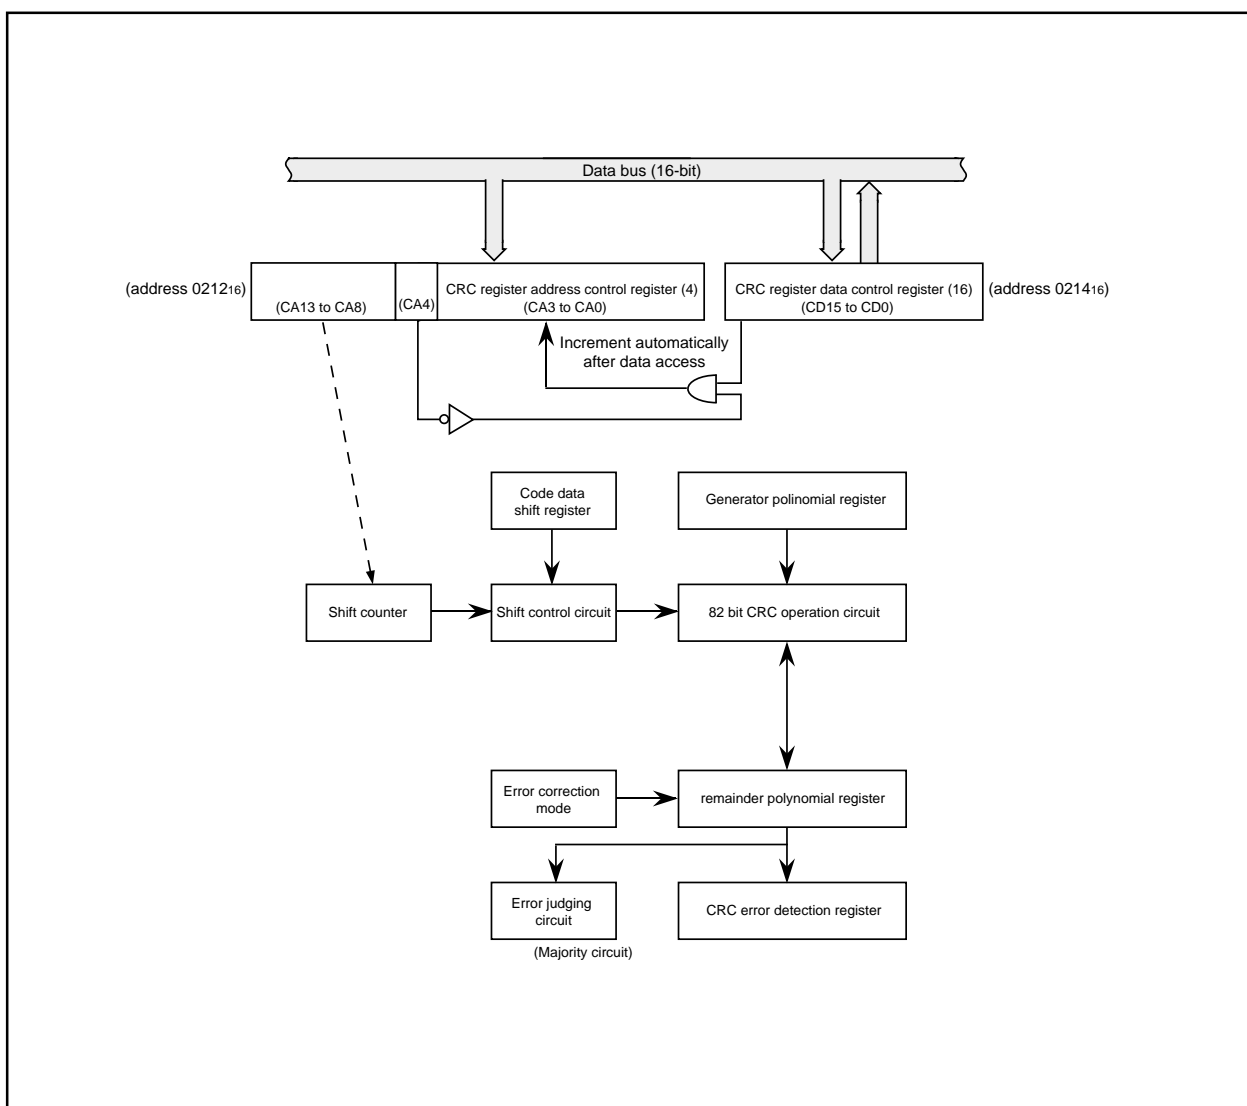 Data bus (16-bit)
(address 0212₁₆)
(CA13 to CA8)
(CA4)
CRC register address control register (4)
(CA3 to CA0)
CRC register data control register (16)
(CD15 to CD0)
(address 0214₁₆)
Increment automatically
after data access
Code data
shift register
Generator polinomial register
Shift counter
Shift control circuit
82 bit CRC operation circuit
Error correction
mode
remainder polynomial register
Error judging
circuit
CRC error detection register
(Majority circuit)